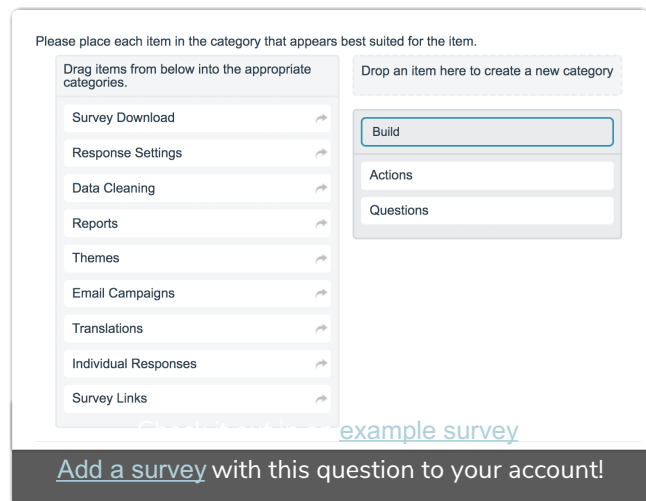 Please place each item in the category that appears best suited for the item.
Drag items from below into the appropriate
categories.
Survey Download
Response Settings
Data Cleaning
Reports
Themes
Email Campaigns
Translations
Individual Responses
Survey Links
Drop an item here to create a new category
Build
Actions
Questions
example survey
Add a survey with this question to your account!